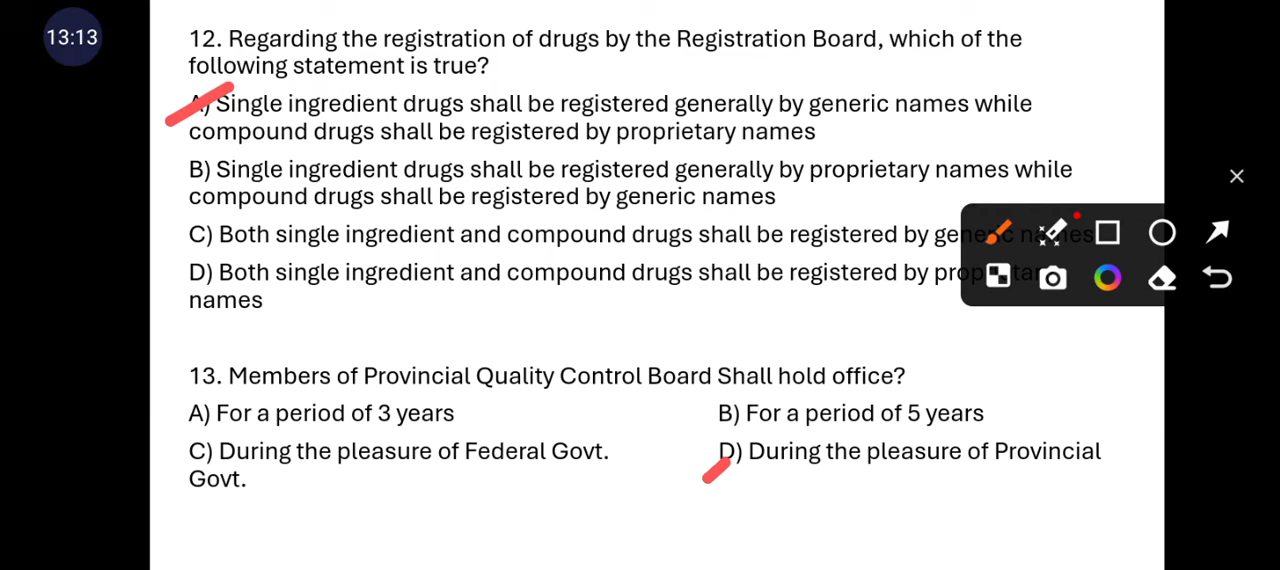 13:13
12. Regarding the registration of drugs by the Registration Board, which of the
following statement is true?
A) Single ingredient drugs shall be registered generally by generic names while
compound drugs shall be registered by proprietary names
B) Single ingredient drugs shall be registered generally by proprietary names while
compound drugs shall be registered by generic names
C) Both single ingredient and compound drugs shall be registered by generic names
D) Both single ingredient and compound drugs shall be registered by proprietary
names
13. Members of Provincial Quality Control Board Shall hold office?
A) For a period of 3 years B) For a period of 5 years
C) During the pleasure of Federal Govt. D) During the pleasure of Provincial
Govt.